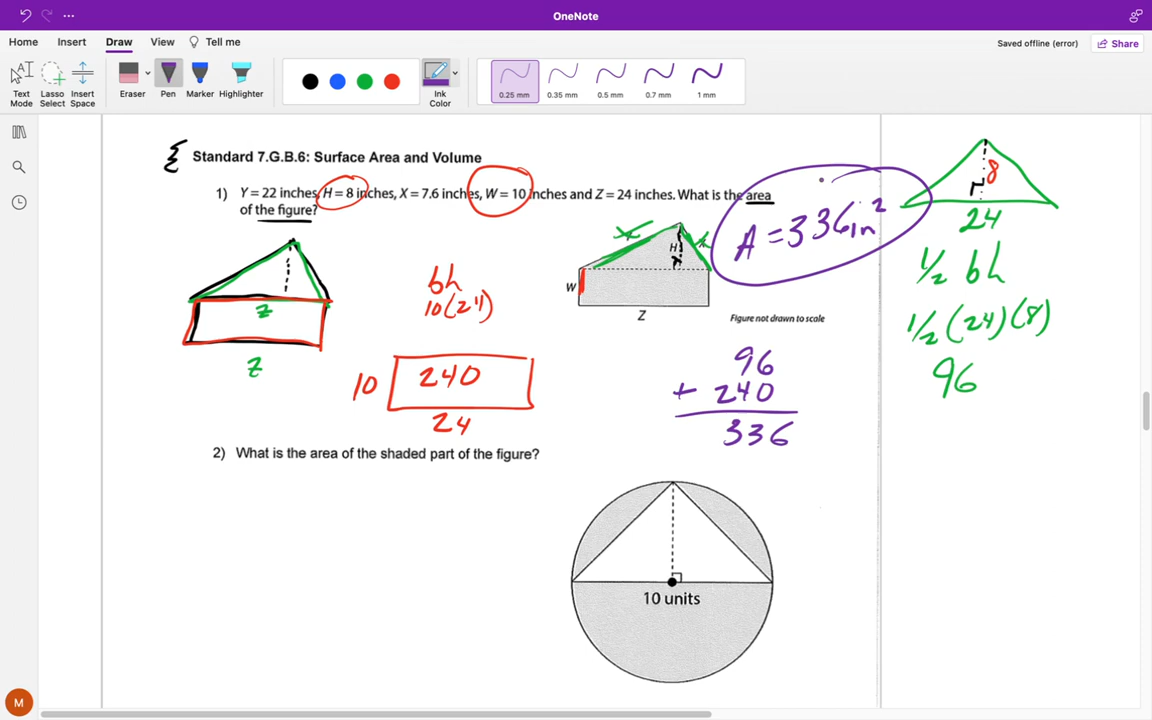 OneNote
Home Insert Draw View Tell me
Saved offline (error) Share
Text Mode
Lasso Select
Insert Space
Eraser
Pen
Marker
Highlighter
Ink Color
0.25 mm
0.35 mm
0.5 mm
0.7 mm
1 mm
Standard 7.G.B.6: Surface Area and Volume
1) Y = 22 inches, H = 8 inches, X = 7.6 inches, W = 10 inches and Z = 24 inches. What is the area
of the figure?
A = 336in²
8
24
1/2 bh
1/2 (24)(8)
96
H
X
W
Z
Figure not drawn to scale
z
z
bh
10(24)
10
240
24
96
+ 240
336
2) What is the area of the shaded part of the figure?
10 units
M